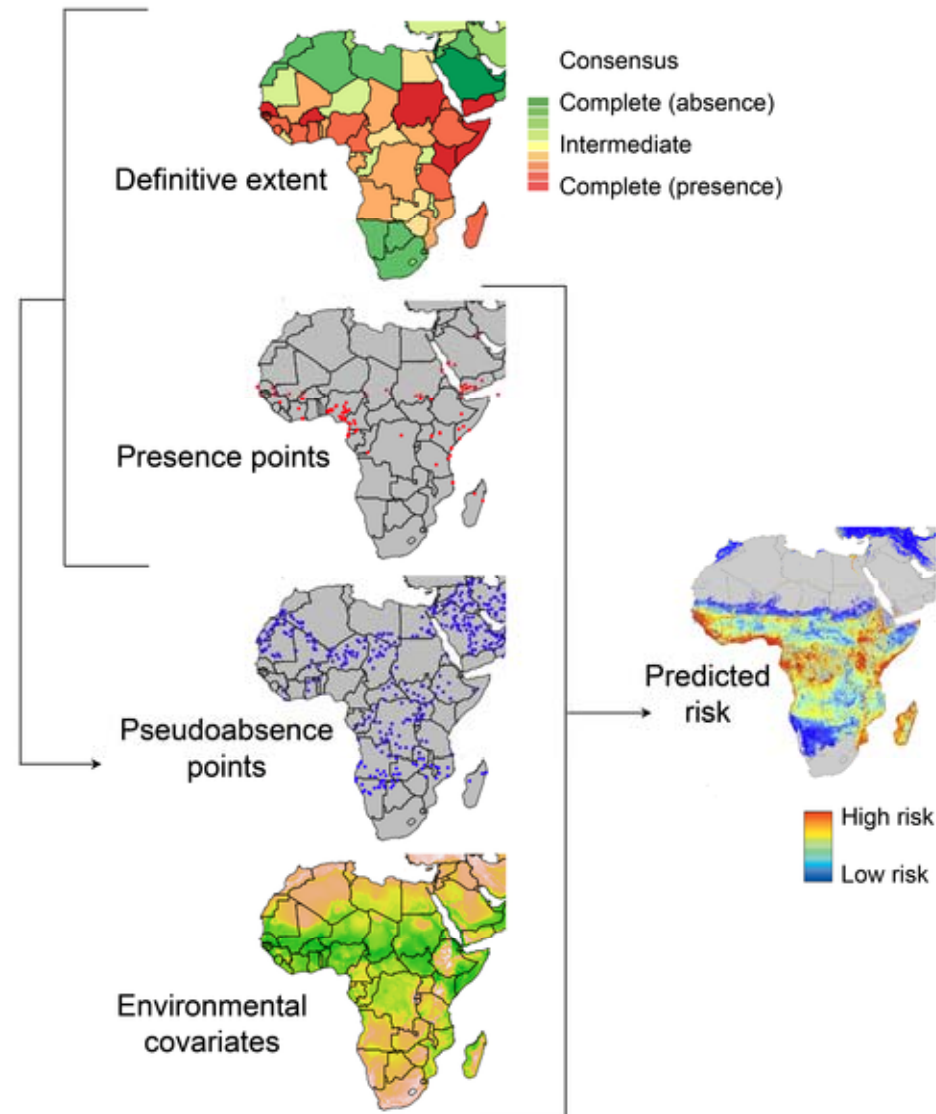 Consensus
Complete (absence)
Intermediate
Complete (presence)
Definitive extent
Presence points
Pseudoabsence
points
Predicted
risk
High risk
Low risk
Environmental
covariates